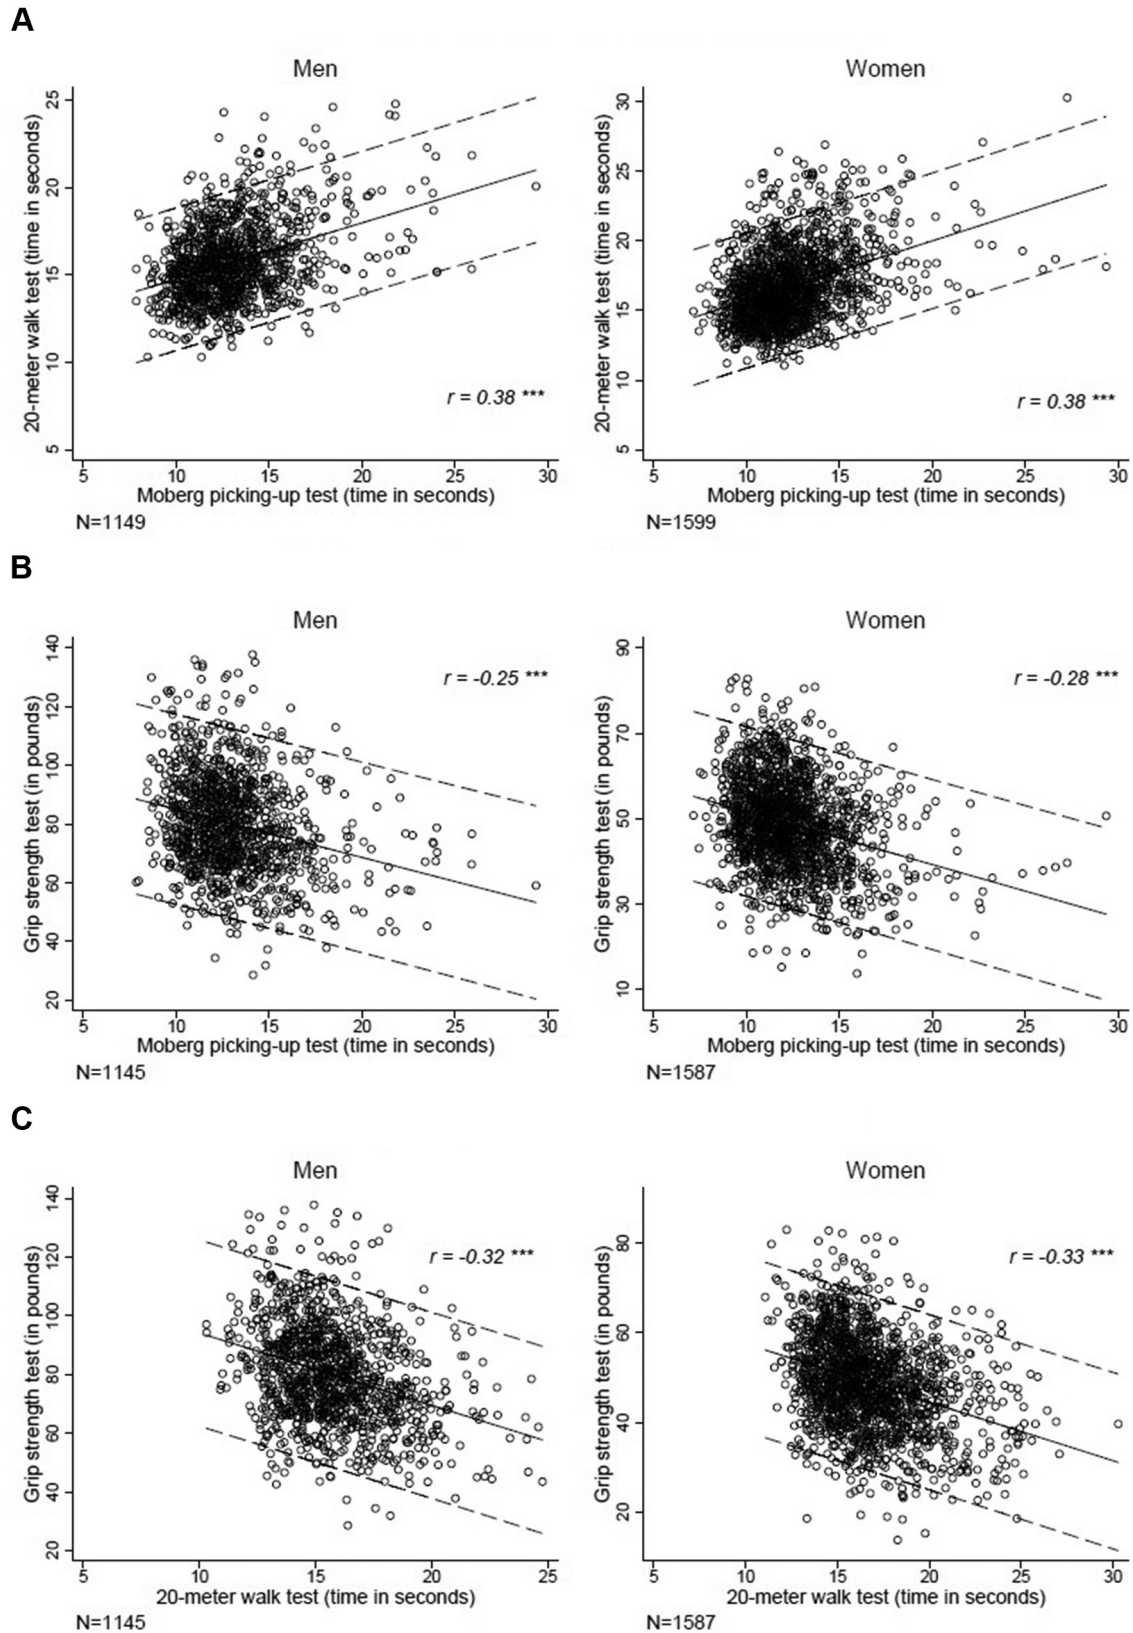 A
Men
Women
20-meter walk test (time in seconds)
25
20
15
10
5
r = 0.38 ***
5 10 15 20 25 30
Moberg picking-up test (time in seconds)
N=1149
20-meter walk test (time in seconds)
30
25
20
15
10
5
r = 0.38 ***
5 10 15 20 25 30
Moberg picking-up test (time in seconds)
N=1599
B
Men
Women
Grip strength test (in pounds)
140
120
100
80
60
40
20
r = -0.25 ***
5 10 15 20 25 30
Moberg picking-up test (time in seconds)
N=1145
Grip strength test (in pounds)
90
70
50
30
10
r = -0.28 ***
5 10 15 20 25 30
Moberg picking-up test (time in seconds)
N=1587
C
Men
Women
Grip strength test (in pounds)
140
120
100
80
60
40
20
r = -0.32 ***
5 10 15 20 25
20-meter walk test (time in seconds)
N=1145
Grip strength test (in pounds)
80
60
40
20
r = -0.33 ***
5 10 15 20 25 30
20-meter walk test (time in seconds)
N=1587